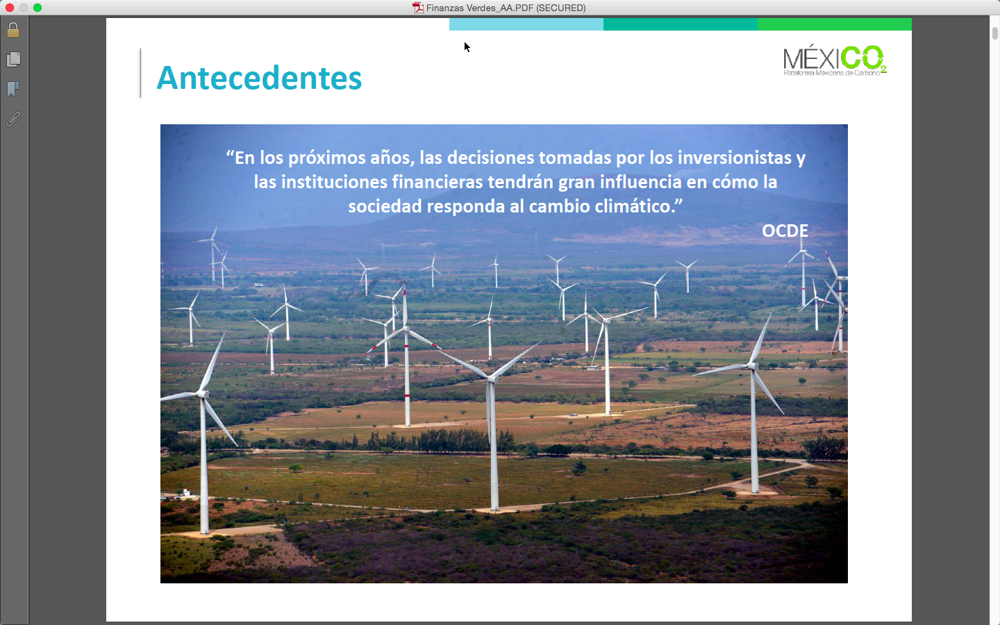 Finanzas Verdes_AA.PDF (SECURED)
Antecedentes
MÉXICO2
Plataforma Mexicana de Carbono
“En los próximos años, las decisiones tomadas por los inversionistas y
las instituciones financieras tendrán gran influencia en cómo la
sociedad responda al cambio climático.”
OCDE